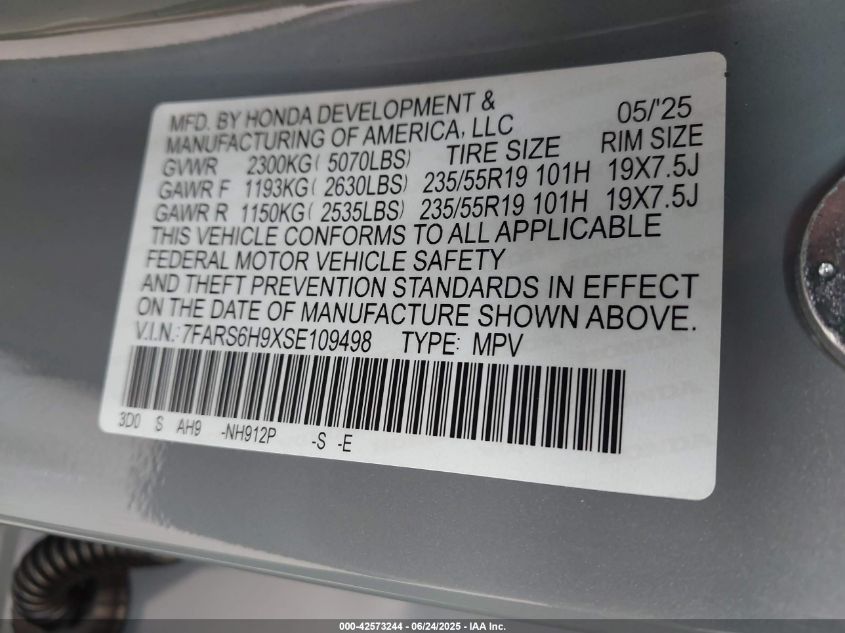 MFD. BY HONDA DEVELOPMENT &
MANUFACTURING OF AMERICA, LLC 05/'25
GVWR 2300KG( 5070LBS) TIRE SIZE RIM SIZE
GAWR F 1193KG( 2630LBS) 235/55R19 101H 19X7.5J
GAWR R 1150KG( 2535LBS) 235/55R19 101H 19X7.5J
THIS VEHICLE CONFORMS TO ALL APPLICABLE
FEDERAL MOTOR VEHICLE SAFETY
AND THEFT PREVENTION STANDARDS IN EFFECT
ON THE DATE OF MANUFACTURE SHOWN ABOVE.
V.I.N.: 7FARS6H9XSE109498 TYPE: MPV
3D0 S AH9 -NH912P -S -E
000-42573244 - 06/24/2025 - IAA Inc.